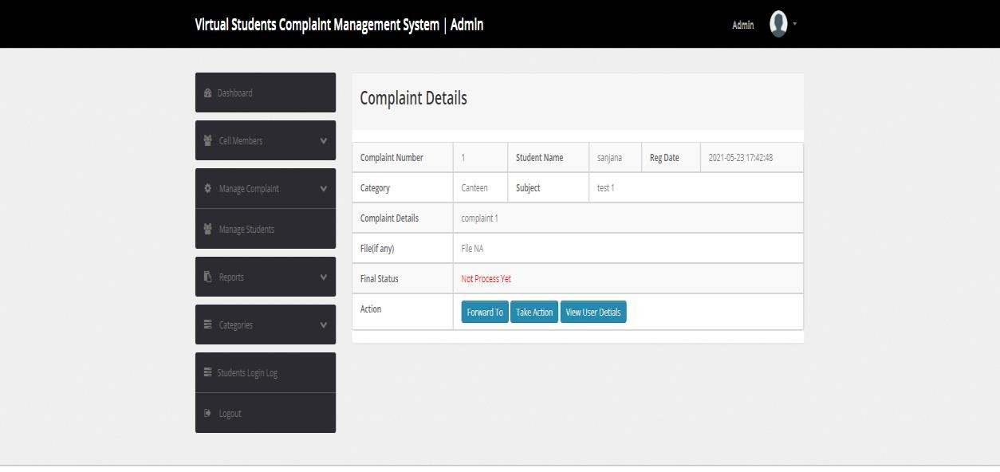 Virtual Students Complaint Management System | Admin
Admin
Dashboard
Cell Members
Manage Complaint
Manage Students
Reports
Categories
Students Login Log
Logout
Complaint Details
Complaint Number 1 Student Name sanjana Reg Date 2021-05-23 17:42:48
Category Canteen Subject test 1
Complaint Details complaint 1
File(if any) File NA
Final Status Not Process Yet
Action Forward To Take Action View User Detials